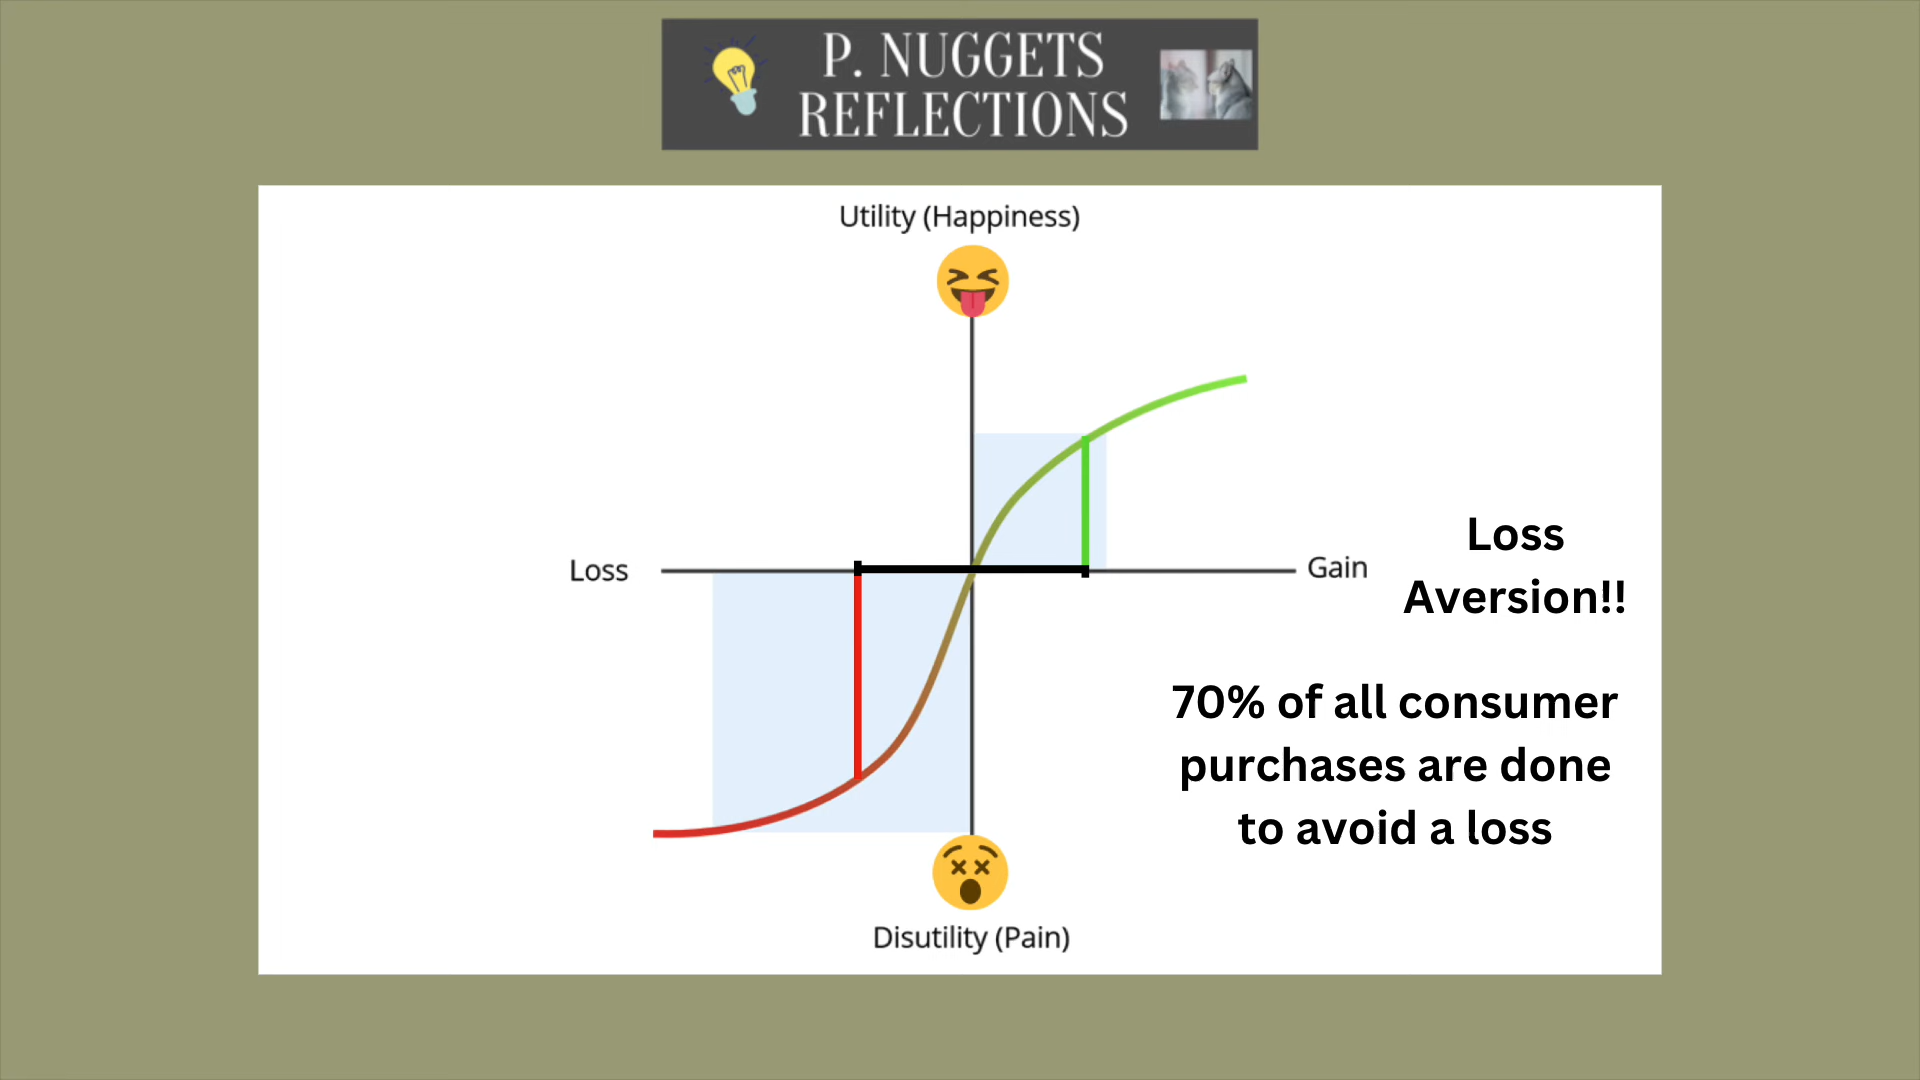 P. NUGGETS
REFLECTIONS
Utility (Happiness)
Loss
Gain
Loss
Aversion!!
70% of all consumer
purchases are done
to avoid a loss
Disutility (Pain)